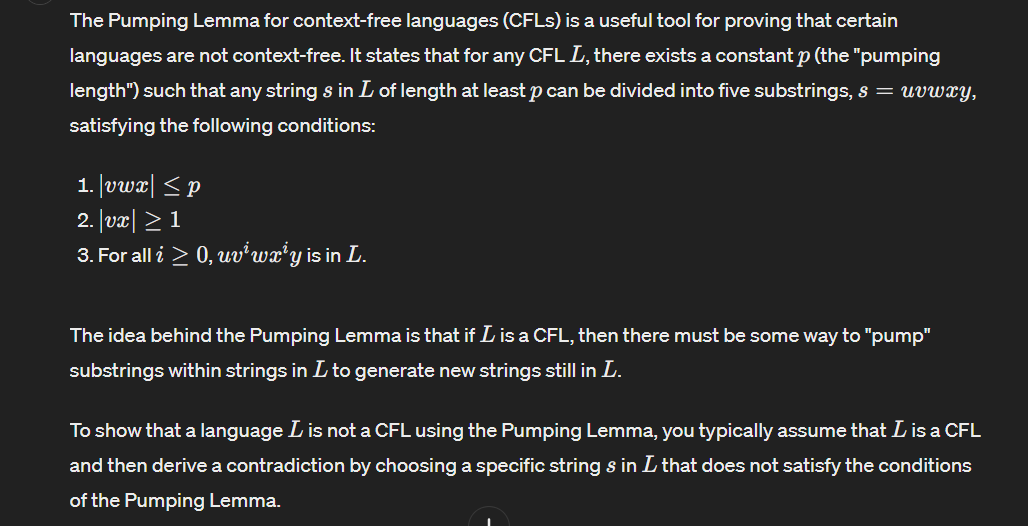 The Pumping Lemma for context-free languages (CFLs) is a useful tool for proving that certain
languages are not context-free. It states that for any CFL L, there exists a constant p (the "pumping
length") such that any string s in L of length at least p can be divided into five substrings, s = uvwxy,
satisfying the following conditions:
1. |vwx| ≤ p
2. |vx| ≥ 1
3. For all i ≥ 0, uvⁱwxⁱy is in L.
The idea behind the Pumping Lemma is that if L is a CFL, then there must be some way to "pump"
substrings within strings in L to generate new strings still in L.
To show that a language L is not a CFL using the Pumping Lemma, you typically assume that L is a CFL
and then derive a contradiction by choosing a specific string s in L that does not satisfy the conditions
of the Pumping Lemma.